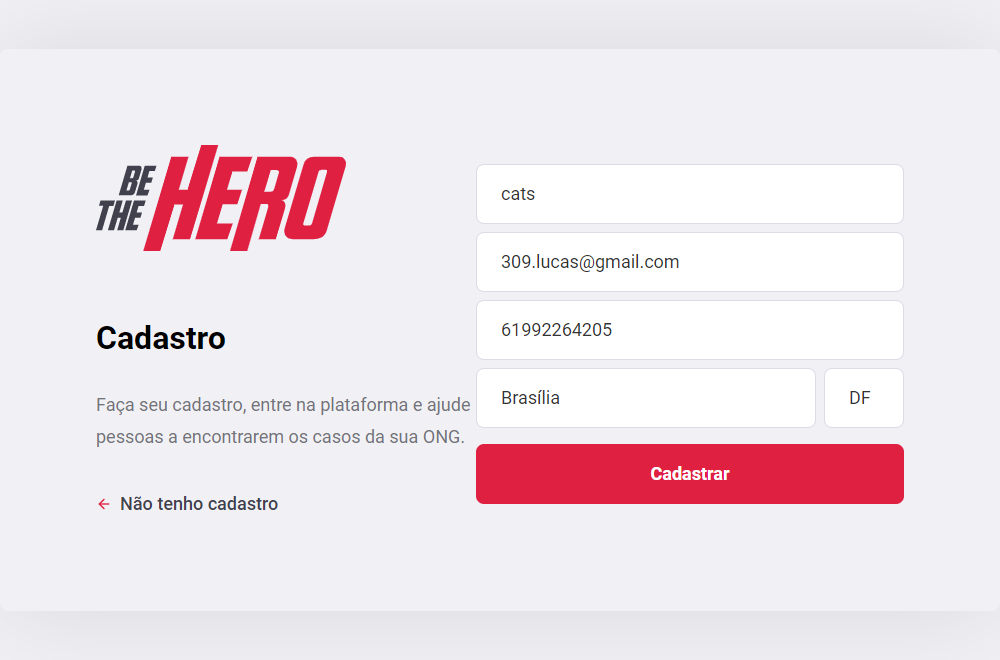 BE
THE HERO
Cadastro
Faça seu cadastro, entre na plataforma e ajude
pessoas a encontrarem os casos da sua ONG.
Não tenho cadastro
cats
309.lucas@gmail.com
61992264205
Brasília DF
Cadastrar